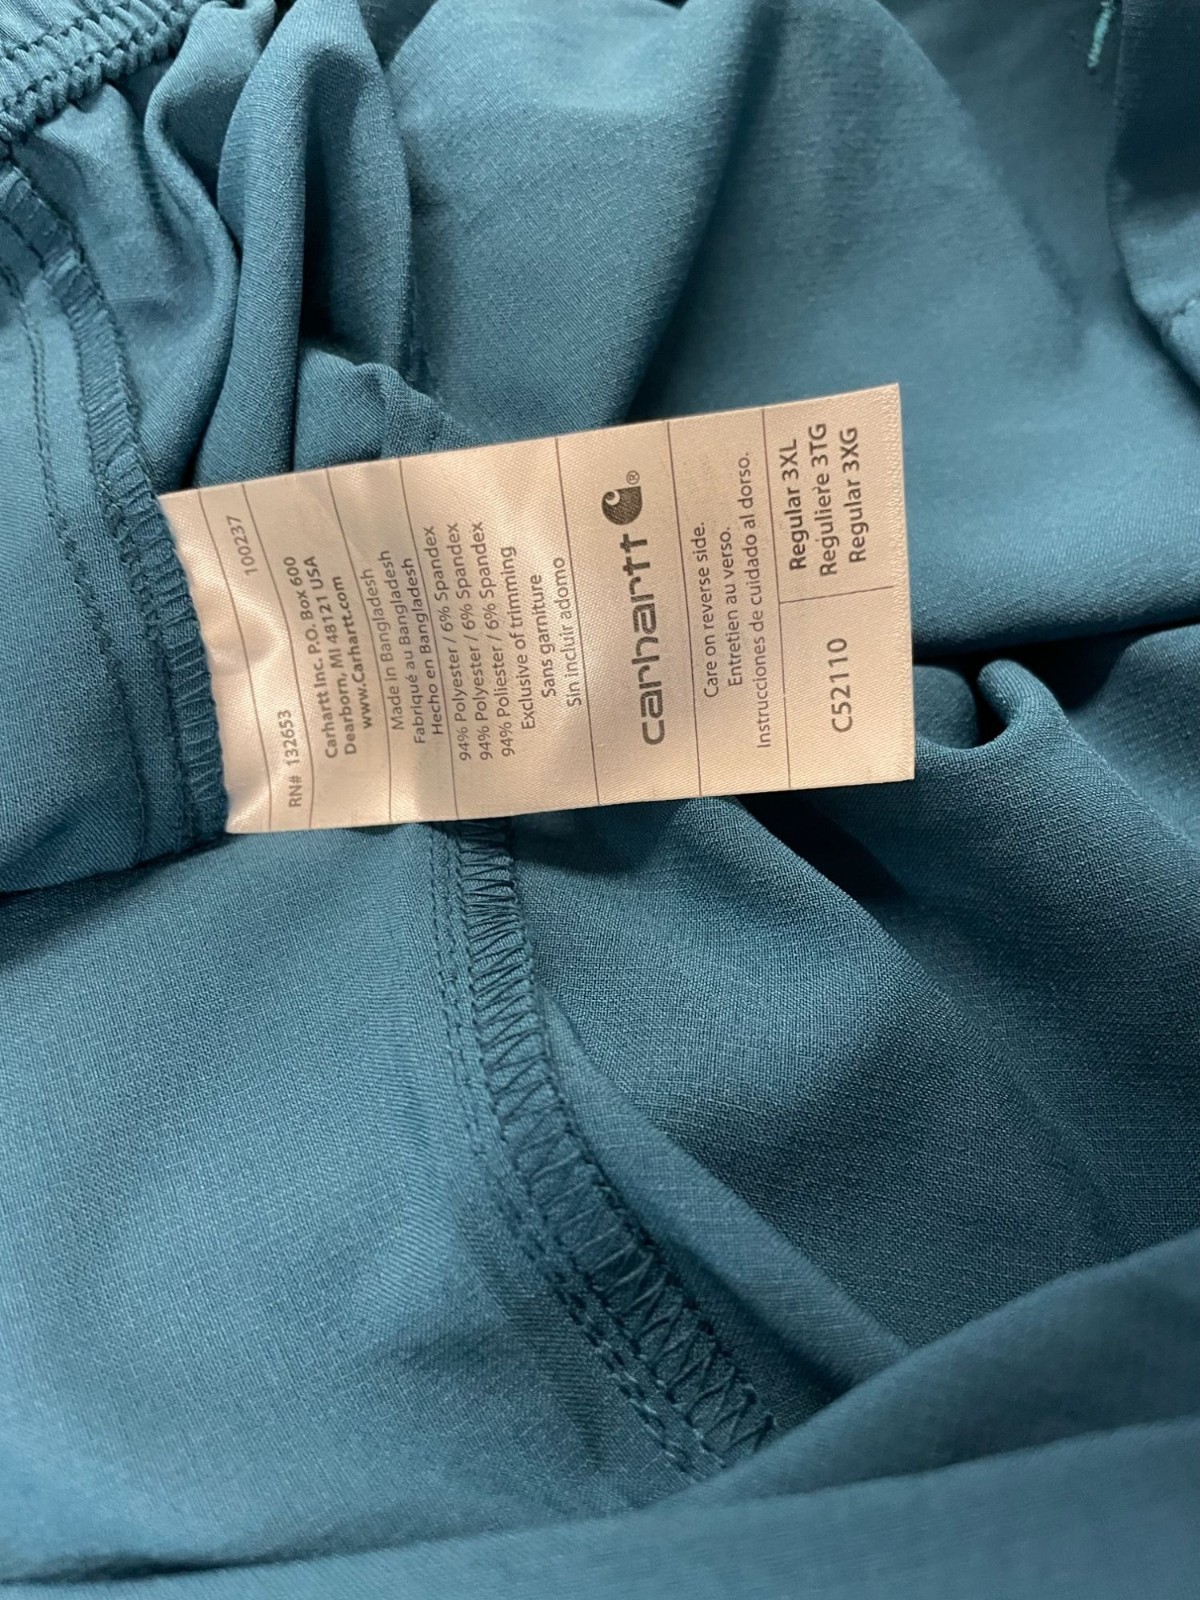 100237
RN# 132653
Carhartt Inc. P.O. Box 600
Dearborn, MI 48121 USA
www.Carhartt.com
Made In Bangladesh
Fabriqué au Bangladesh
Hecho en Bangladesh
94% Polyester / 6% Spandex
94% Polyester / 6% Spandex
94% Poliester / 6% Spandex
Exclusive of trimming
Sans garniture
Sin incluir adorno
carhartt ®
Care on reverse side.
Entretien au verso.
Instrucciones de cuidado al dorso.
C52110
Regular 3XL
Régulière 3TG
Regular 3XG